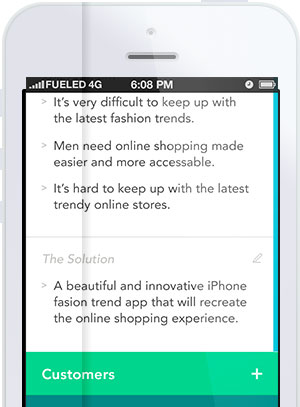 FUELED 4G 6:08 PM
> It's very difficult to keep up with
the latest fashion trends.
> Men need online shopping made
easier and more accessable.
> It's hard to keep up with the latest
trendy online stores.
The Solution
> A beautiful and innovative iPhone
fasion trend app that will recreate
the online shopping experience.
Customers +